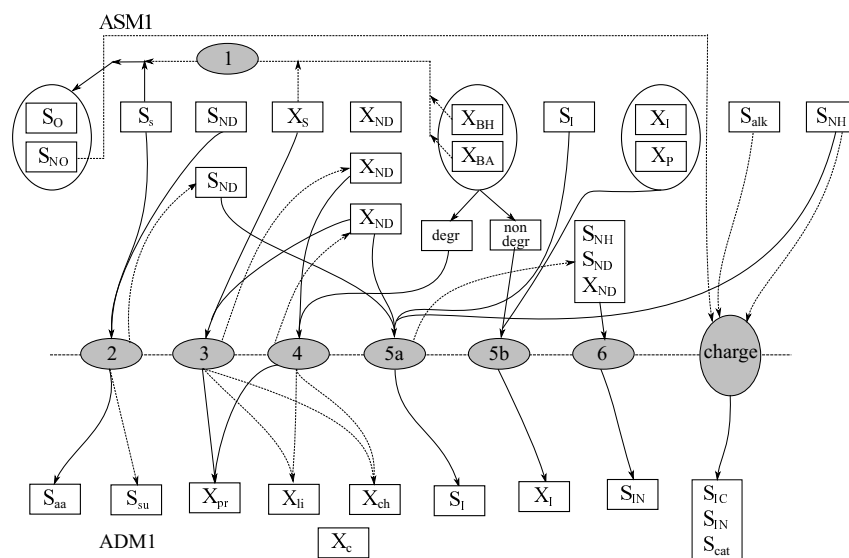 ASM1
1
S_O
S_s
S_ND
X_S
X_ND
X_BH
S_I
X_I
S_alk
S_NH
S_NO
X_BA
X_P
S_ND
X_ND
X_ND
degr
non
degr
S_NH
S_ND
X_ND
2
3
4
5a
5b
6
charge
S_aa
S_su
X_pr
X_li
X_ch
S_I
X_I
S_IN
S_IC
S_IN
S_cat
ADM1
X_c